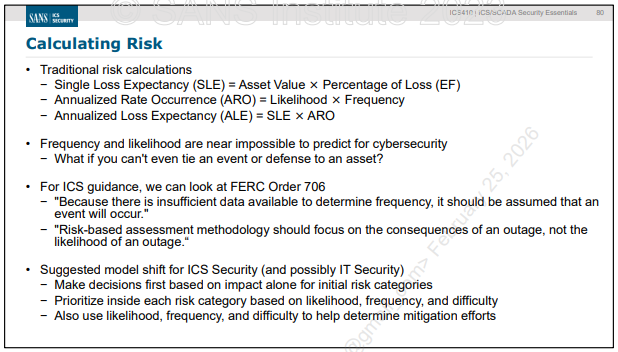 © SANS Institute 2026
SANS ICS SECURITY
ICS410 | ICS/SCADA Security Essentials 80
Calculating Risk
• Traditional risk calculations
− Single Loss Expectancy (SLE) = Asset Value × Percentage of Loss (EF)
− Annualized Rate Occurrence (ARO) = Likelihood × Frequency
− Annualized Loss Expectancy (ALE) = SLE × ARO
• Frequency and likelihood are near impossible to predict for cybersecurity
− What if you can't even tie an event or defense to an asset?
• For ICS guidance, we can look at FERC Order 706
− "Because there is insufficient data available to determine frequency, it should be assumed that an
event will occur."
− "Risk-based assessment methodology should focus on the consequences of an outage, not the
likelihood of an outage.“
• Suggested model shift for ICS Security (and possibly IT Security)
− Make decisions first based on impact alone for initial risk categories
− Prioritize inside each risk category based on likelihood, frequency, and difficulty
− Also use likelihood, frequency, and difficulty to help determine mitigation efforts
February 25, 2026